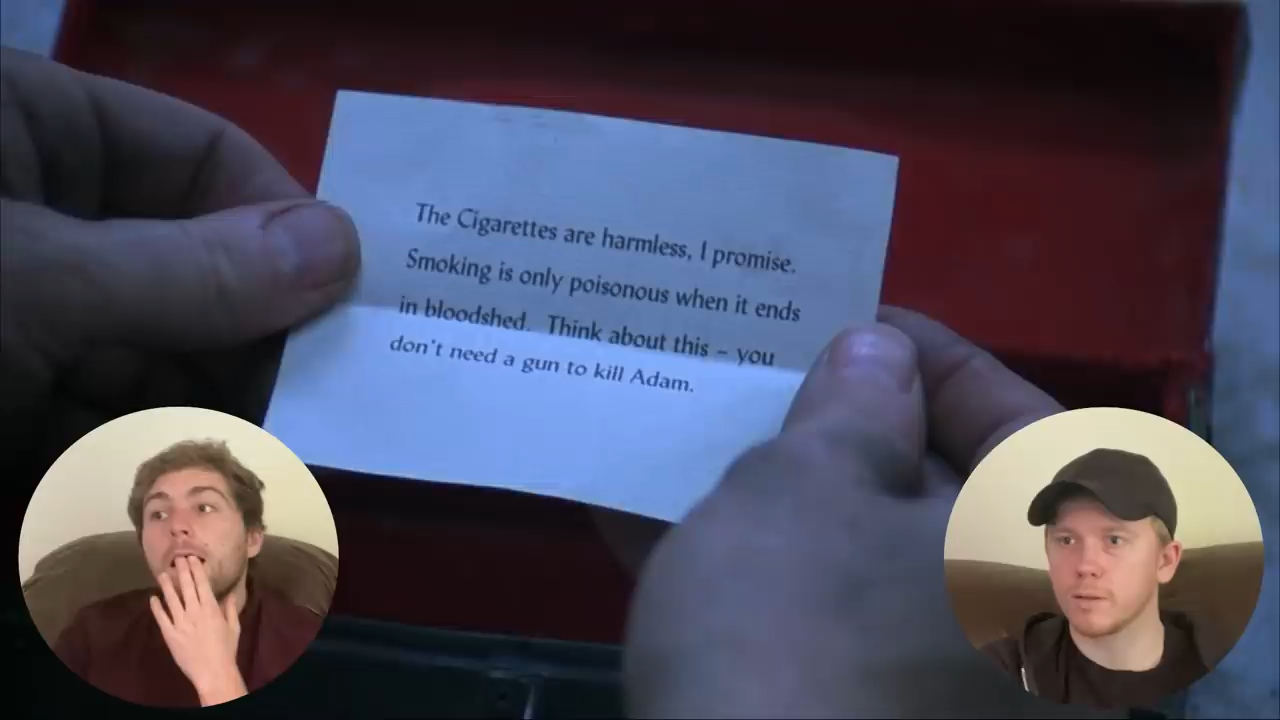 The Cigarettes are harmless, I promise.
Smoking is only poisonous when it ends
in bloodshed. Think about this – you
don't need a gun to kill Adam.